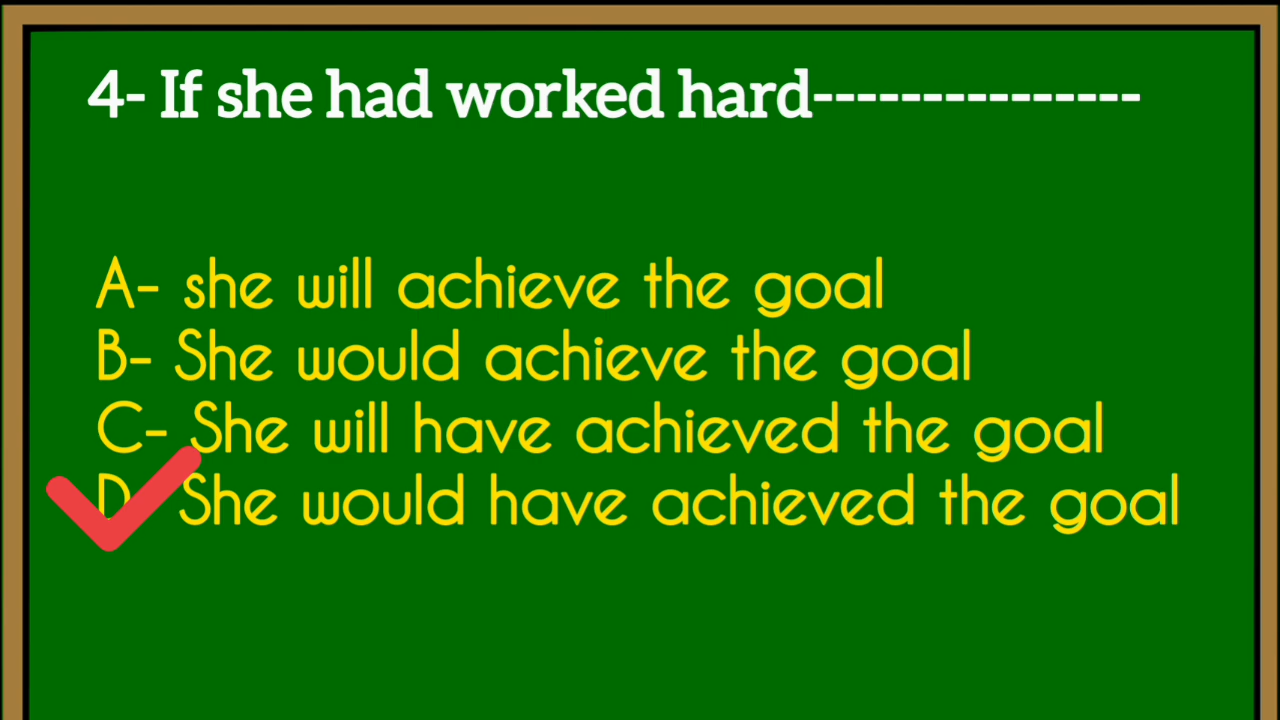 4- If she had worked hard---------------
A- she will achieve the goal
B- She would achieve the goal
C- She will have achieved the goal
D- She would have achieved the goal